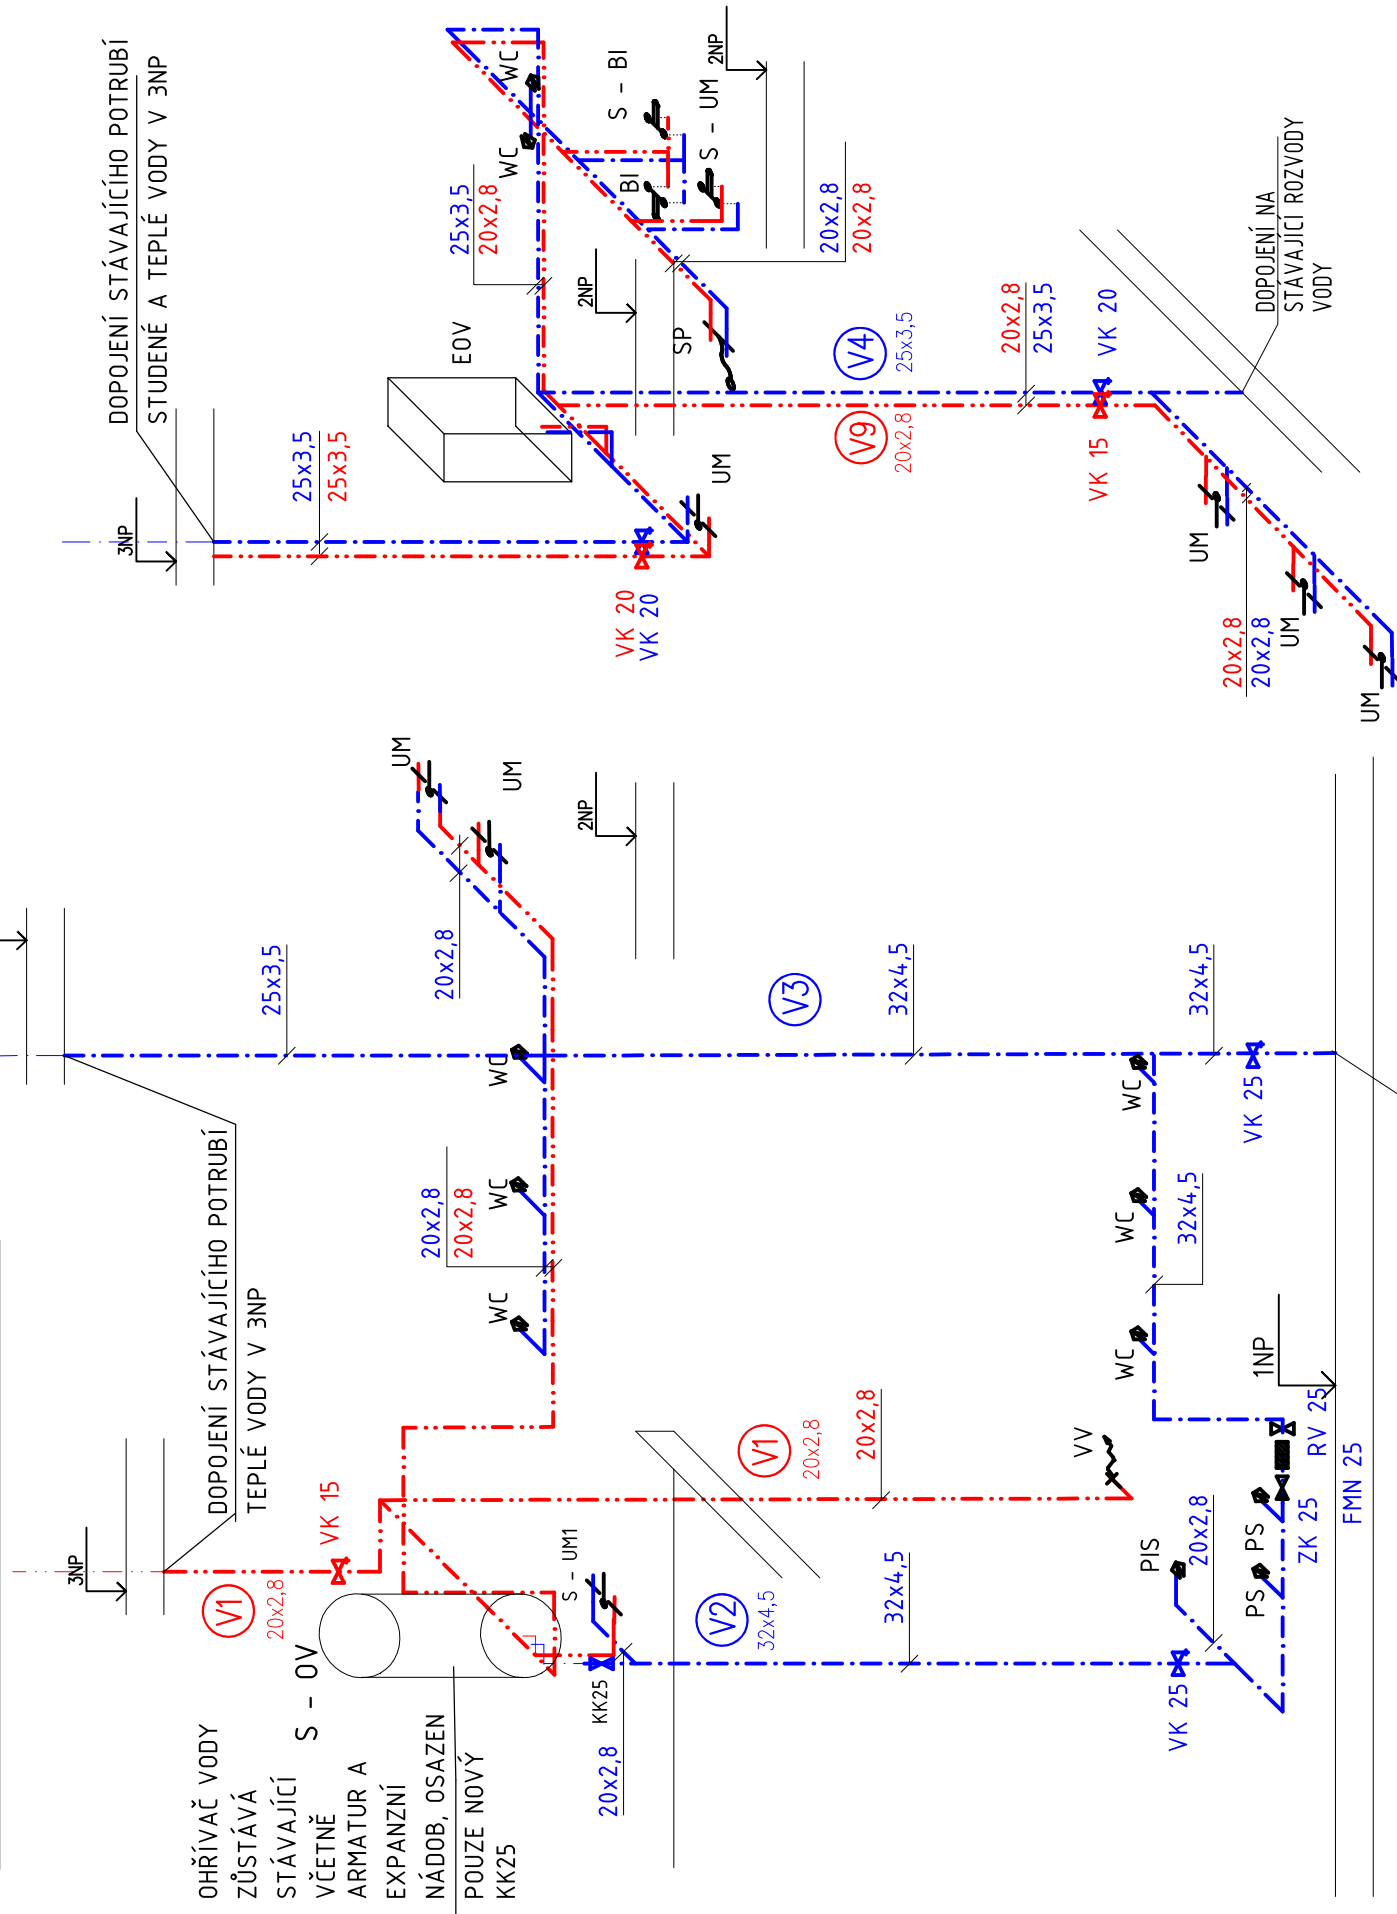 DOPOJENÍ STÁVAJÍCÍHO POTRUBÍ
STUDENÉ A TEPLÉ VODY V 3NP
3NP
25x3,5
25x3,5
EOV
25x3,5
20x2,8
WC
WC
S - BI
BI
S - UM
2NP
2NP
20x2,8
20x2,8
SP
UM
VK 20
VK 20
V4
25x3,5
V9
20x2,8
20x2,8
25x3,5
VK 20
VK 15
DOPOJENÍ NA
STÁVAJÍCÍ ROZVODY
VODY
UM
UM
UM
20x2,8
20x2,8
UM
UM
2NP
25x3,5
20x2,8
WC
WC
WC
20x2,8
20x2,8
V3
32x4,5
32x4,5
VK 25
WC
WC
WC
32x4,5
1NP
DOPOJENÍ STÁVAJÍCÍHO POTRUBÍ
TEPLÉ VODY V 3NP
3NP
VK 15
V1
20x2,8
S - OV
S - UM1
KK25
20x2,8
V1
20x2,8
20x2,8
VV
V2
32x4,5
32x4,5
PIS
20x2,8
PS
PS
VK 25
ZK 25
RV 25
FMN 25
OHŘÍVAČ VODY
ZŮSTÁVÁ
STÁVAJÍCÍ
VČETNĚ
ARMATUR A
EXPANZNÍ
NÁDOB, OSAZEN
POUZE NOVÝ
KK25